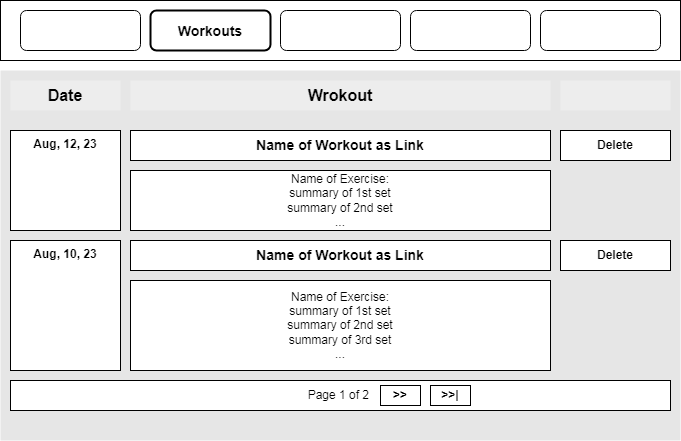 Workouts
Date
Wrokout
Aug, 12, 23
Name of Workout as Link
Delete
Name of Exercise:
summary of 1st set
summary of 2nd set
...
Aug, 10, 23
Name of Workout as Link
Delete
Name of Exercise:
summary of 1st set
summary of 2nd set
summary of 3rd set
...
Page 1 of 2 >> >>|